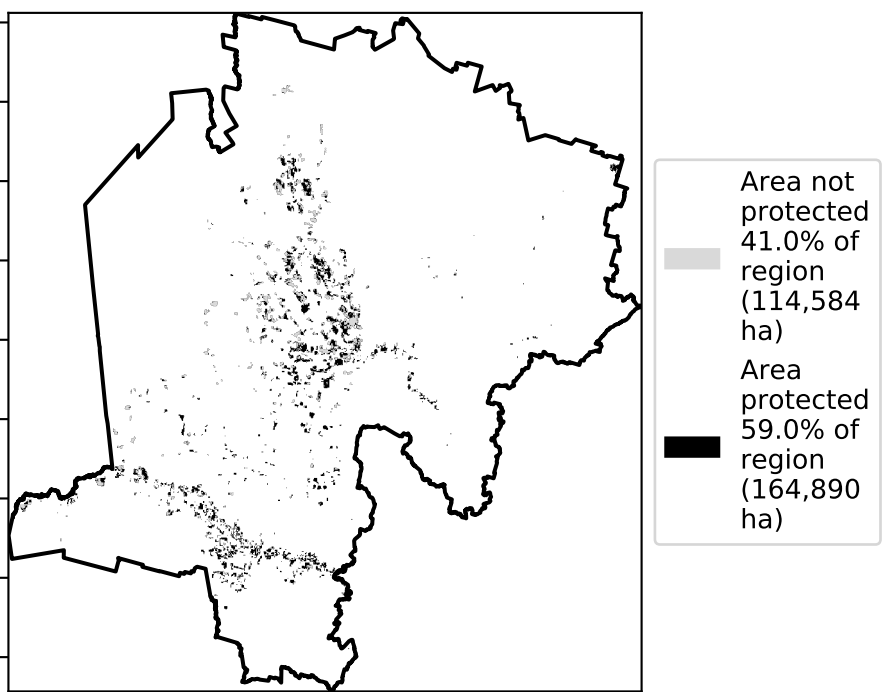 Area not
protected
41.0% of
region
(114,584
ha)
Area
protected
59.0% of
region
(164,890
ha)